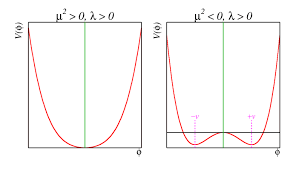 μ² > 0, λ > 0
V(ϕ)
ϕ
μ² < 0, λ > 0
V(ϕ)
-v
+v
ϕ